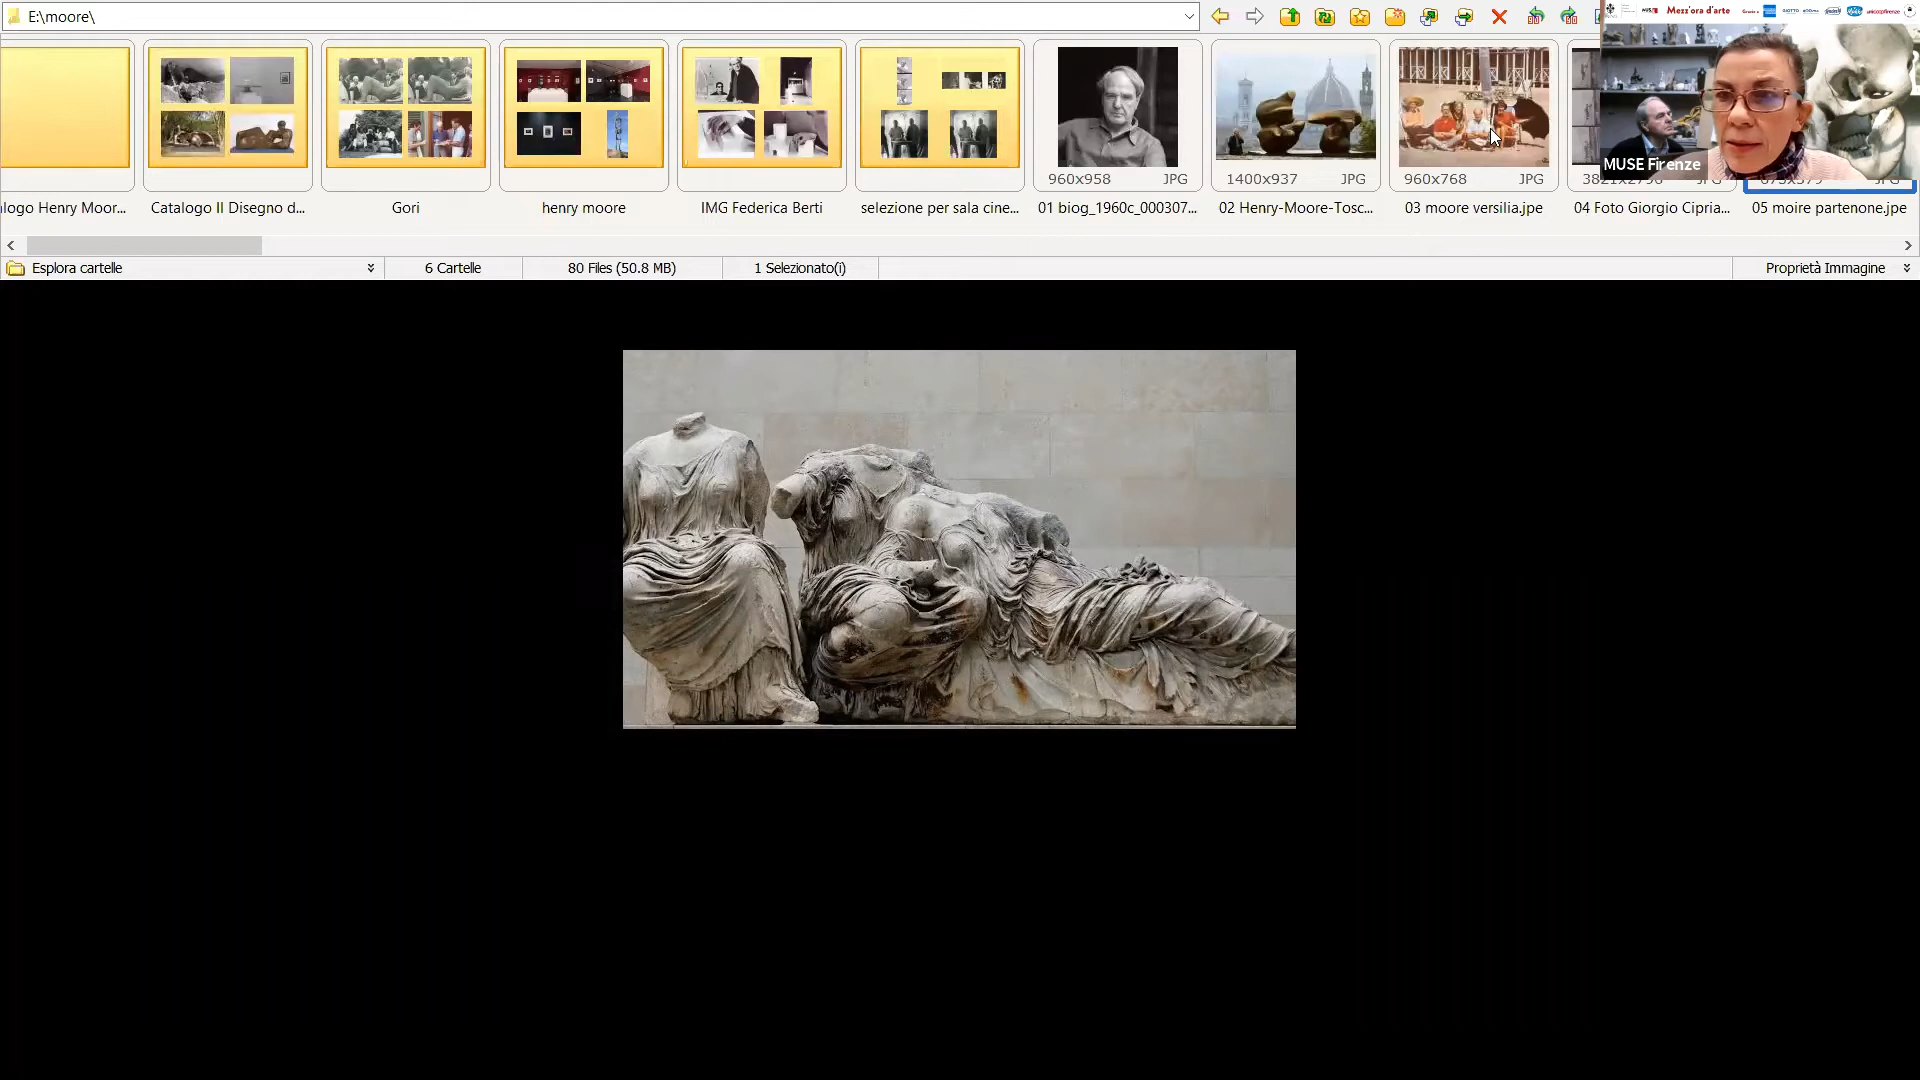 E:\moore\
Mezz'ora d'arte
MUSE Firenze
960x958 JPG
1400x937 JPG
960x768 JPG
logo Henry Moor...
Catalogo Il Disegno d...
Gori
henry moore
IMG Federica Berti
selezione per sala cine...
01 biog_1960c_000307...
02 Henry-Moore-Tosc...
03 moore versilia.jpe
04 Foto Giorgio Cipria...
05 moire partenone.jpe
Esplora cartelle
6 Cartelle
80 Files (50.8 MB)
1 Selezionato(i)
Proprietà Immagine